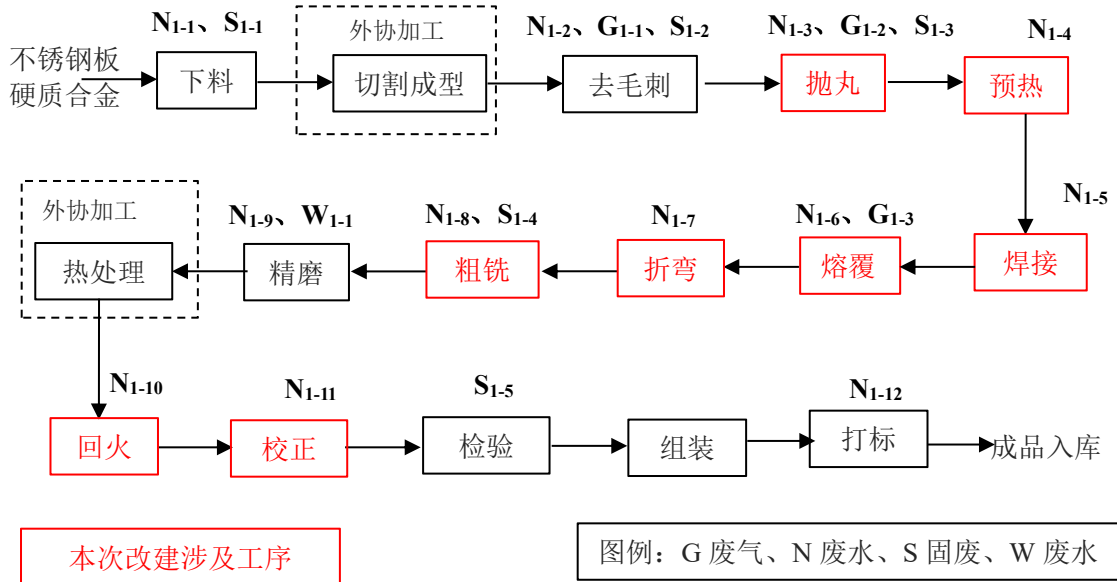 N1-1、S1-1
外协加工
N1-2、G1-1、S1-2
N1-3、G1-2、S1-3
N1-4
不锈钢板
硬质合金
下料
切割成型
去毛刺
抛丸
预热
N1-5
外协加工
N1-9、W1-1
N1-8、S1-4
N1-7
N1-6、G1-3
热处理
精磨
粗铣
折弯
熔覆
焊接
N1-10
N1-11
S1-5
N1-12
回火
校正
检验
组装
打标
成品入库
本次改建涉及工序
图例：G 废气、N 废水、S 固废、W 废水